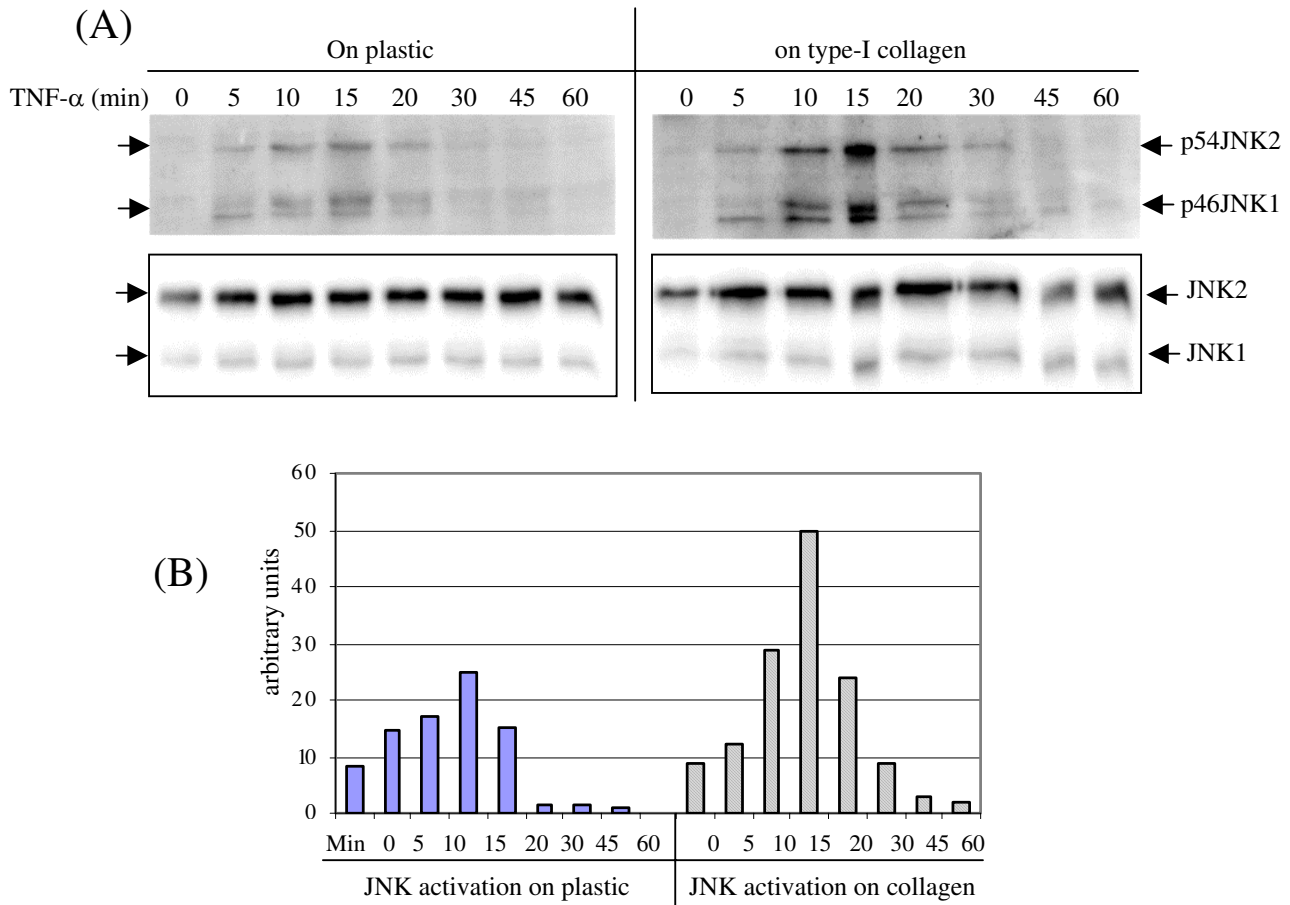 (A)
On plastic
on type-I collagen
TNF-α (min) 0 5 10 15 20 30 45 60
0 5 10 15 20 30 45 60
p54JNK2
p46JNK1
JNK2
JNK1
(B)
arbitrary units
60
50
40
30
20
10
0
Min 0 5 10 15 20 30 45 60
0 5 10 15 20 30 45 60
JNK activation on plastic
JNK activation on collagen